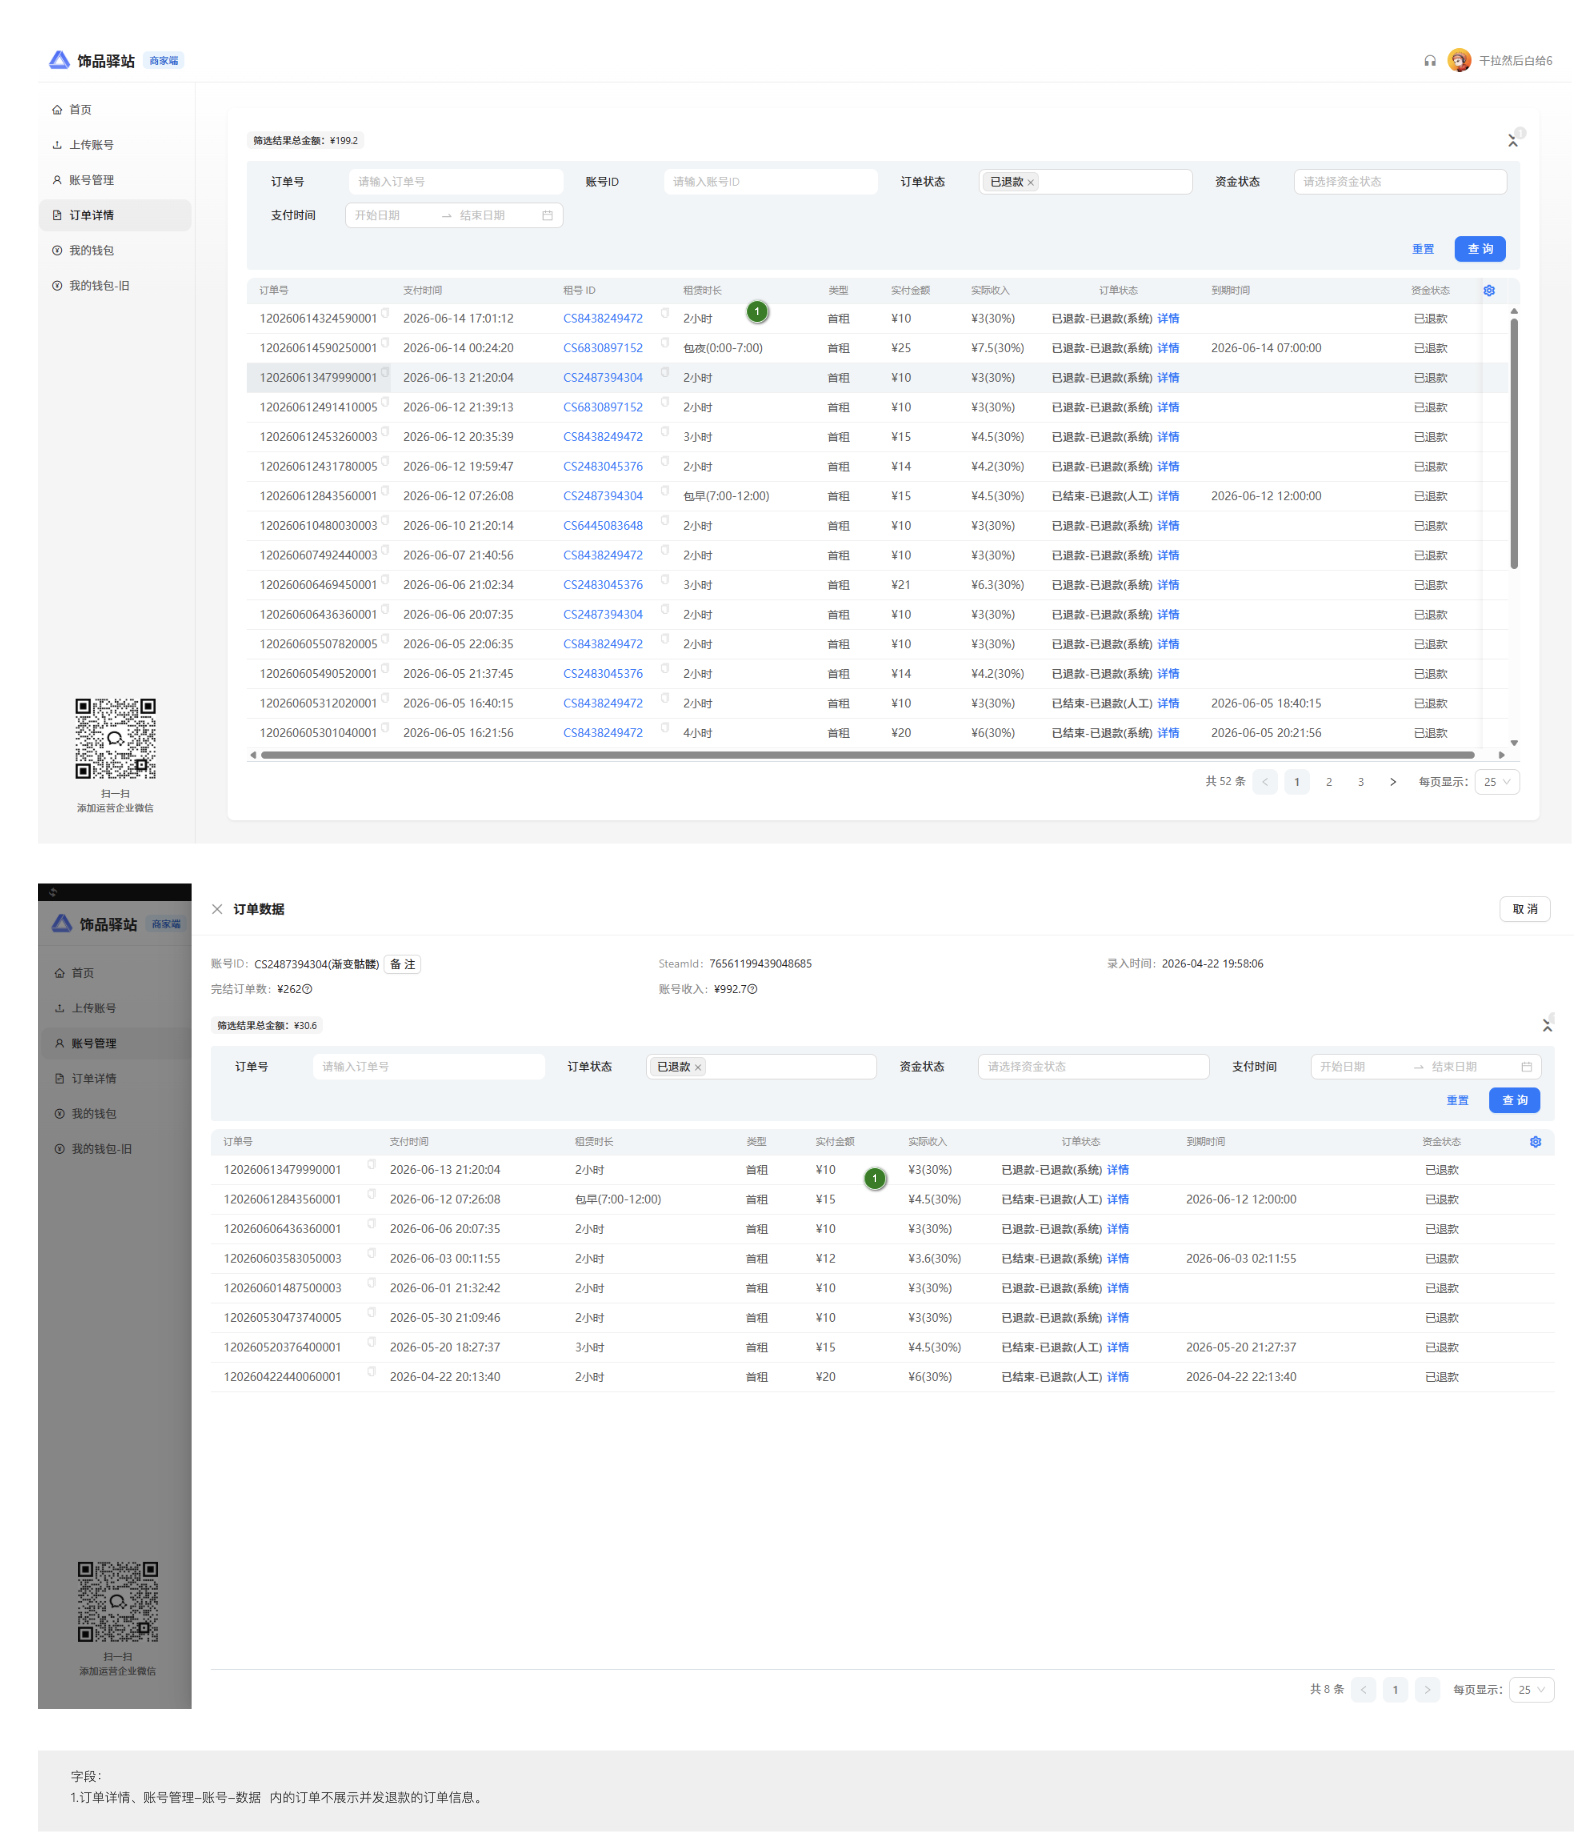 饰品驿站 商家端
干拉然后白给6
首页
上传账号
账号管理
订单详情
我的钱包
我的钱包-旧
扫一扫
添加运营企业微信
筛选结果总金额：¥199.2
订单号 请输入订单号 账号ID 请输入账号ID 订单状态 已退款 × 资金状态 请选择资金状态
支付时间 开始日期 → 结束日期
重置 查 询
订单号 支付时间 租号 ID 租赁时长 类型 实付金额 实际收入 订单状态 到期时间 资金状态
1
120260614324590001 2026-06-14 17:01:12 CS8438249472 2小时 首租 ¥10 ¥3(30%) 已退款-已退款(系统) 详情 已退款
120260614590250001 2026-06-14 00:24:20 CS6830897152 包夜(0:00-7:00) 首租 ¥25 ¥7.5(30%) 已退款-已退款(系统) 详情 2026-06-14 07:00:00 已退款
120260613479990001 2026-06-13 21:20:04 CS2487394304 2小时 首租 ¥10 ¥3(30%) 已退款-已退款(系统) 详情 已退款
120260612491410005 2026-06-12 21:39:13 CS6830897152 2小时 首租 ¥10 ¥3(30%) 已退款-已退款(系统) 详情 已退款
120260612453260003 2026-06-12 20:35:39 CS8438249472 3小时 首租 ¥15 ¥4.5(30%) 已退款-已退款(系统) 详情 已退款
120260612431780005 2026-06-12 19:59:47 CS2483045376 2小时 首租 ¥14 ¥4.2(30%) 已退款-已退款(系统) 详情 已退款
120260612843560001 2026-06-12 07:26:08 CS2487394304 包早(7:00-12:00) 首租 ¥15 ¥4.5(30%) 已结束-已退款(人工) 详情 2026-06-12 12:00:00 已退款
120260610480030003 2026-06-10 21:20:14 CS6445083648 2小时 首租 ¥10 ¥3(30%) 已退款-已退款(系统) 详情 已退款
120260607492440003 2026-06-07 21:40:56 CS8438249472 2小时 首租 ¥10 ¥3(30%) 已退款-已退款(系统) 详情 已退款
120260606469450001 2026-06-06 21:02:34 CS2483045376 3小时 首租 ¥21 ¥6.3(30%) 已退款-已退款(系统) 详情 已退款
120260606436360001 2026-06-06 20:07:35 CS2487394304 2小时 首租 ¥10 ¥3(30%) 已退款-已退款(系统) 详情 已退款
120260605507820005 2026-06-05 22:06:35 CS8438249472 2小时 首租 ¥10 ¥3(30%) 已退款-已退款(系统) 详情 已退款
120260605490520001 2026-06-05 21:37:45 CS2483045376 2小时 首租 ¥14 ¥4.2(30%) 已退款-已退款(系统) 详情 已退款
120260605312020001 2026-06-05 16:40:15 CS8438249472 2小时 首租 ¥10 ¥3(30%) 已结束-已退款(人工) 详情 2026-06-05 18:40:15 已退款
120260605301040001 2026-06-05 16:21:56 CS8438249472 4小时 首租 ¥20 ¥6(30%) 已结束-已退款(系统) 详情 2026-06-05 20:21:56 已退款
共 52 条 < 1 2 3 > 每页显示： 25
饰品驿站 商家端
首页
上传账号
账号管理
订单详情
我的钱包
我的钱包-旧
扫一扫
添加运营企业微信
× 订单数据 取 消
账号ID： CS2487394304(渐变骷髅) 备 注 SteamId： 76561199439048685 录入时间： 2026-04-22 19:58:06
完结订单数： ¥262 账号收入： ¥992.7
筛选结果总金额：¥30.6
订单号 请输入订单号 订单状态 已退款 × 资金状态 请选择资金状态 支付时间 开始日期 → 结束日期
重置 查 询
订单号 支付时间 租赁时长 类型 实付金额 实际收入 订单状态 到期时间 资金状态
1
120260613479990001 2026-06-13 21:20:04 2小时 首租 ¥10 ¥3(30%) 已退款-已退款(系统) 详情 已退款
120260612843560001 2026-06-12 07:26:08 包早(7:00-12:00) 首租 ¥15 ¥4.5(30%) 已结束-已退款(人工) 详情 2026-06-12 12:00:00 已退款
120260606436360001 2026-06-06 20:07:35 2小时 首租 ¥10 ¥3(30%) 已退款-已退款(系统) 详情 已退款
120260603583050003 2026-06-03 00:11:55 2小时 首租 ¥12 ¥3.6(30%) 已结束-已退款(系统) 详情 2026-06-03 02:11:55 已退款
120260601487500003 2026-06-01 21:32:42 2小时 首租 ¥10 ¥3(30%) 已退款-已退款(系统) 详情 已退款
120260530473740005 2026-05-30 21:09:46 2小时 首租 ¥10 ¥3(30%) 已退款-已退款(系统) 详情 已退款
120260520376400001 2026-05-20 18:27:37 3小时 首租 ¥15 ¥4.5(30%) 已结束-已退款(人工) 详情 2026-05-20 21:27:37 已退款
120260422440060001 2026-04-22 20:13:40 2小时 首租 ¥20 ¥6(30%) 已结束-已退款(人工) 详情 2026-04-22 22:13:40 已退款
共 8 条 < 1 > 每页显示： 25
字段：
1.订单详情、账号管理–账号–数据 内的订单不展示并发退款的订单信息。